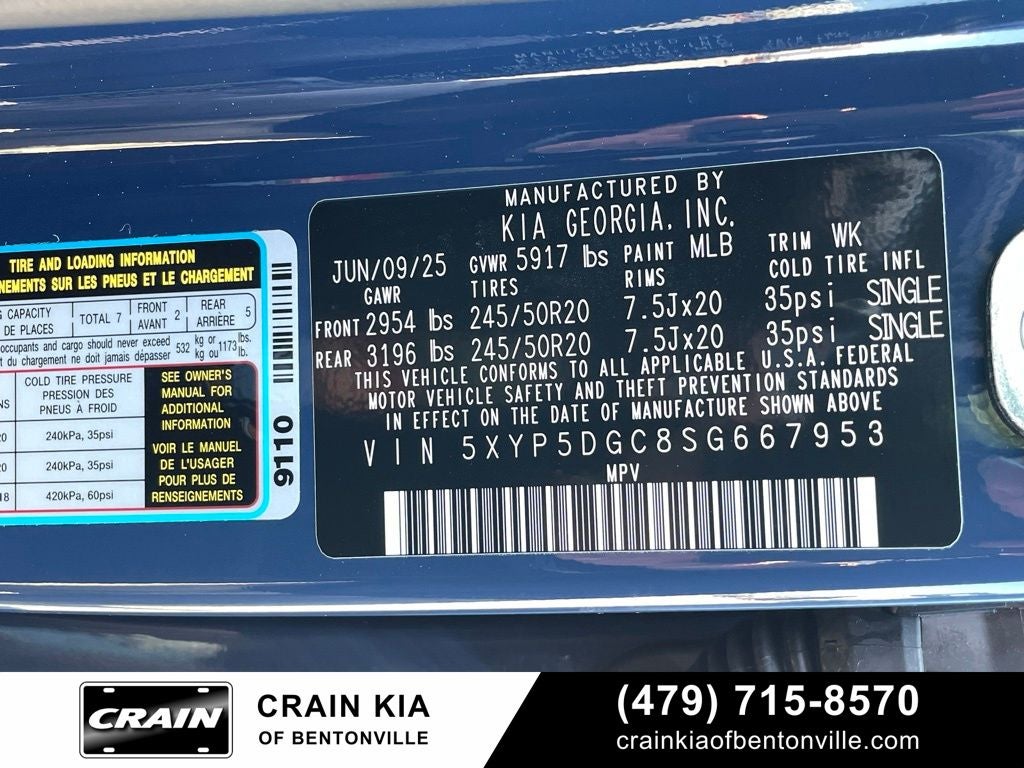 TIRE AND LOADING INFORMATION
NEMENTS SUR LES PNEUS ET LE CHARGEMENT
CAPACITY
DE PLACES
TOTAL 7
FRONT
AVANT 2
REAR
ARRIÈRE 5
occupants and cargo should never exceed
du chargement ne doit jamais dépasser
532 kg or
kg ou
1173 lbs.
lb.
COLD TIRE PRESSURE
PRESSION DES
PNEUS À FROID
240kPa, 35psi
240kPa, 35psi
420kPa, 60psi
SEE OWNER'S
MANUAL FOR
ADDITIONAL
INFORMATION
VOIR LE MANUEL
DE L'USAGER
POUR PLUS DE
RENSEIGNEMENTS
9110
MANUFACTURED BY
KIA GEORGIA, INC.
JUN/09/25 GVWR 5917 lbs PAINT MLB TRIM WK
GAWR TIRES RIMS COLD TIRE INFL
FRONT 2954 lbs 245/50R20 7.5Jx20 35psi SINGLE
REAR 3196 lbs 245/50R20 7.5Jx20 35psi SINGLE
THIS VEHICLE CONFORMS TO ALL APPLICABLE U.S.A. FEDERAL
MOTOR VEHICLE SAFETY AND THEFT PREVENTION STANDARDS
IN EFFECT ON THE DATE OF MANUFACTURE SHOWN ABOVE
VIN 5XYP5DGC8SG667953
MPV
CRAIN
CRAIN KIA
OF BENTONVILLE
(479) 715-8570
crainkiaofbentonville.com